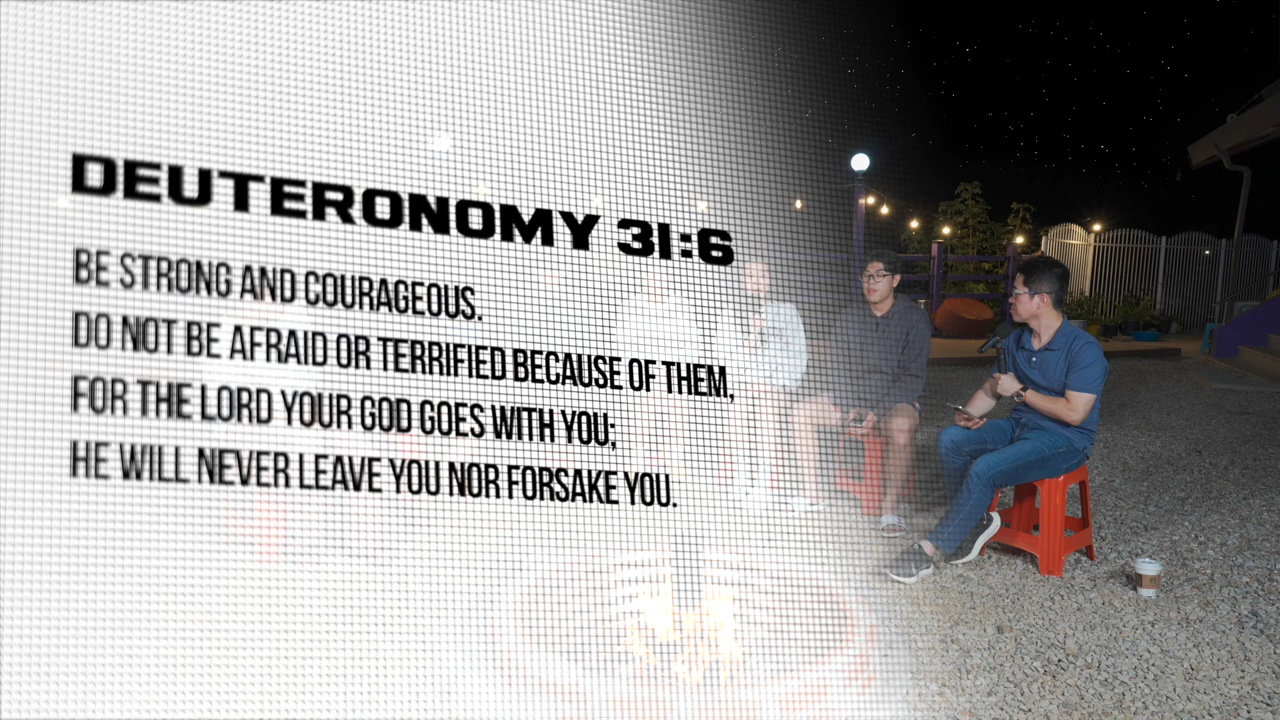 DEUTERONOMY 31:6
BE STRONG AND COURAGEOUS.
DO NOT BE AFRAID OR TERRIFIED BECAUSE OF THEM,
FOR THE LORD YOUR GOD GOES WITH YOU;
HE WILL NEVER LEAVE YOU NOR FORSAKE YOU.